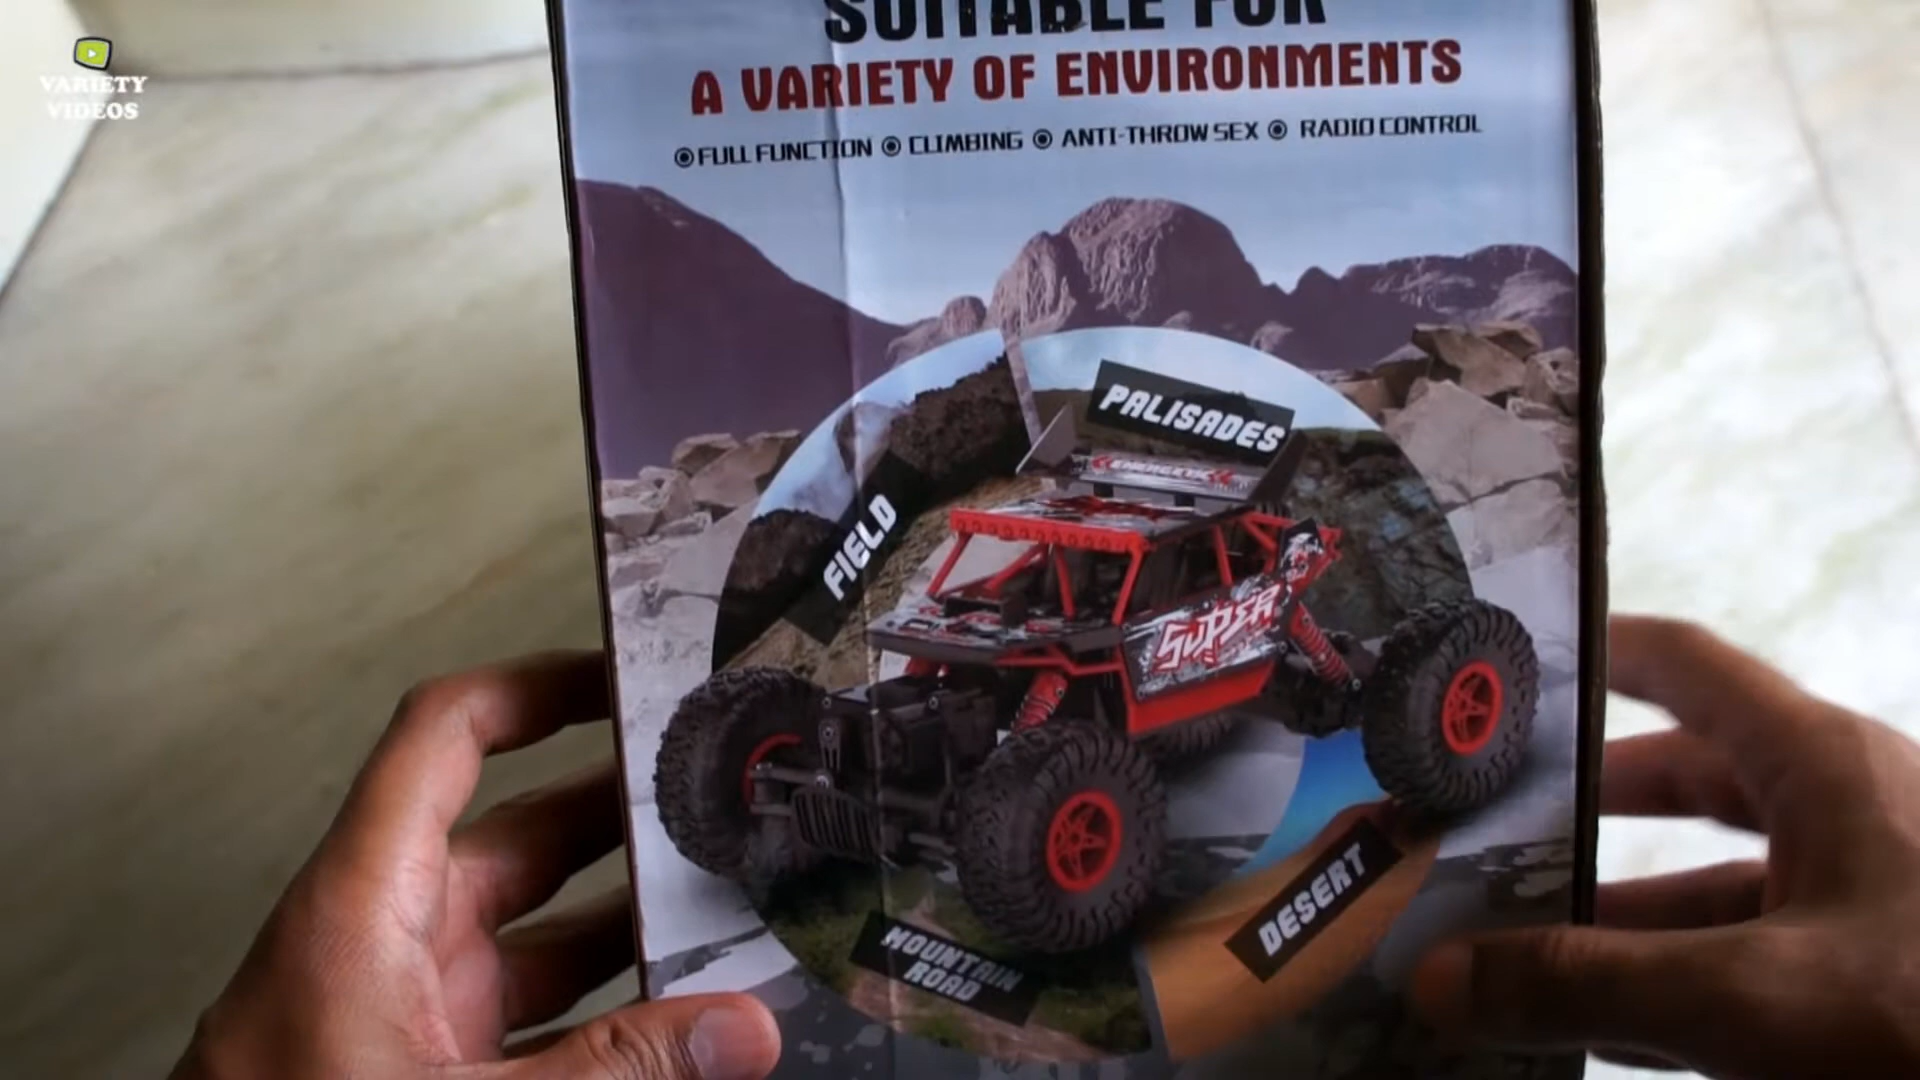 VARIETY
VIDEOS
SUITABLE FOR
A VARIETY OF ENVIRONMENTS
FULL FUNCTION CLIMBING ANTI-THROW SEX RADIO CONTROL
PALISADES
ENERGETIC
FIELD
SUPER
DESERT
MOUNTAIN
ROAD